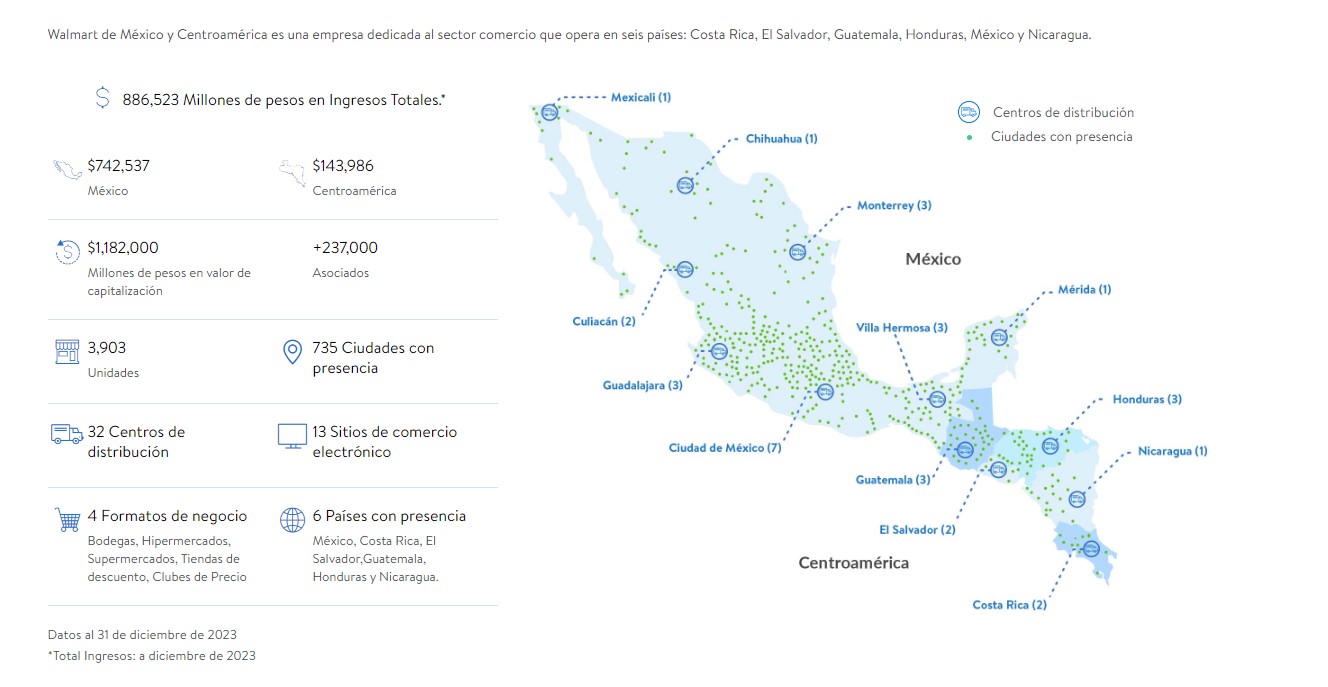 Walmart de México y Centroamérica es una empresa dedicada al sector comercio que opera en seis países: Costa Rica, El Salvador, Guatemala, Honduras, México y Nicaragua.
886,523 Millones de pesos en Ingresos Totales.*
$742,537
México
$143,986
Centroamérica
$1,182,000
Millones de pesos en valor de
capitalización
+237,000
Asociados
3,903
Unidades
735 Ciudades con
presencia
32 Centros de
distribución
13 Sitios de comercio
electrónico
4 Formatos de negocio
Bodegas, Hipermercados,
Supermercados, Tiendas de
descuento, Clubes de Precio
6 Países con presencia
México, Costa Rica, El
Salvador,Guatemala,
Honduras y Nicaragua.
Datos al 31 de diciembre de 2023
*Total Ingresos: a diciembre de 2023
Centros de distribución
Ciudades con presencia
Mexicali (1)
Chihuahua (1)
Monterrey (3)
México
Mérida (1)
Culiacán (2)
Villa Hermosa (3)
Guadalajara (3)
Honduras (3)
Ciudad de México (7)
Nicaragua (1)
Guatemala (3)
El Salvador (2)
Centroamérica
Costa Rica (2)